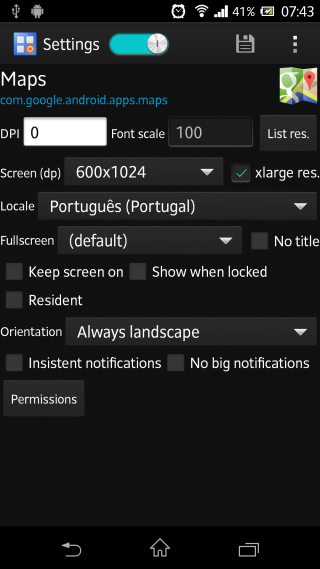 41% 07:43
Settings
Maps
com.google.android.apps.maps
DPI 0 Font scale 100 List res.
Screen (dp) 600x1024 xlarge res.
Locale Português (Portugal)
Fullscreen (default) No title
Keep screen on Show when locked
Resident
Orientation Always landscape
Insistent notifications No big notifications
Permissions